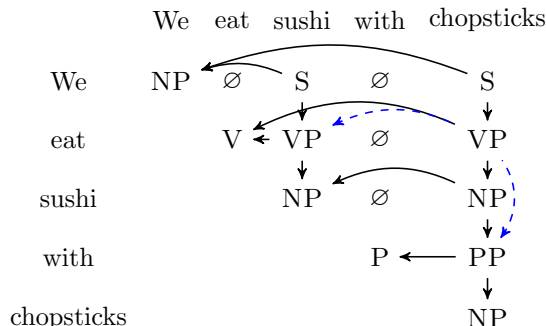 We eat sushi with chopsticks
We NP ∅ S ∅ S
eat V VP ∅ VP
sushi NP ∅ NP
with P PP
chopsticks NP